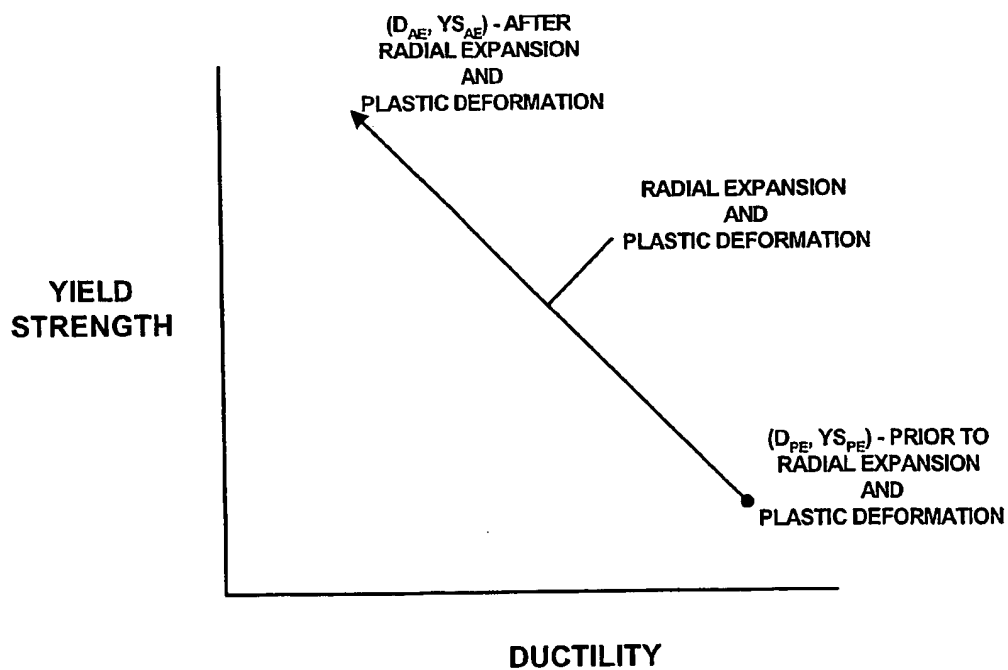 (D_AE, YS_AE) - AFTER
RADIAL EXPANSION
AND
PLASTIC DEFORMATION
RADIAL EXPANSION
AND
PLASTIC DEFORMATION
YIELD
STRENGTH
(D_PE, YS_PE) - PRIOR TO
RADIAL EXPANSION
AND
PLASTIC DEFORMATION
DUCTILITY